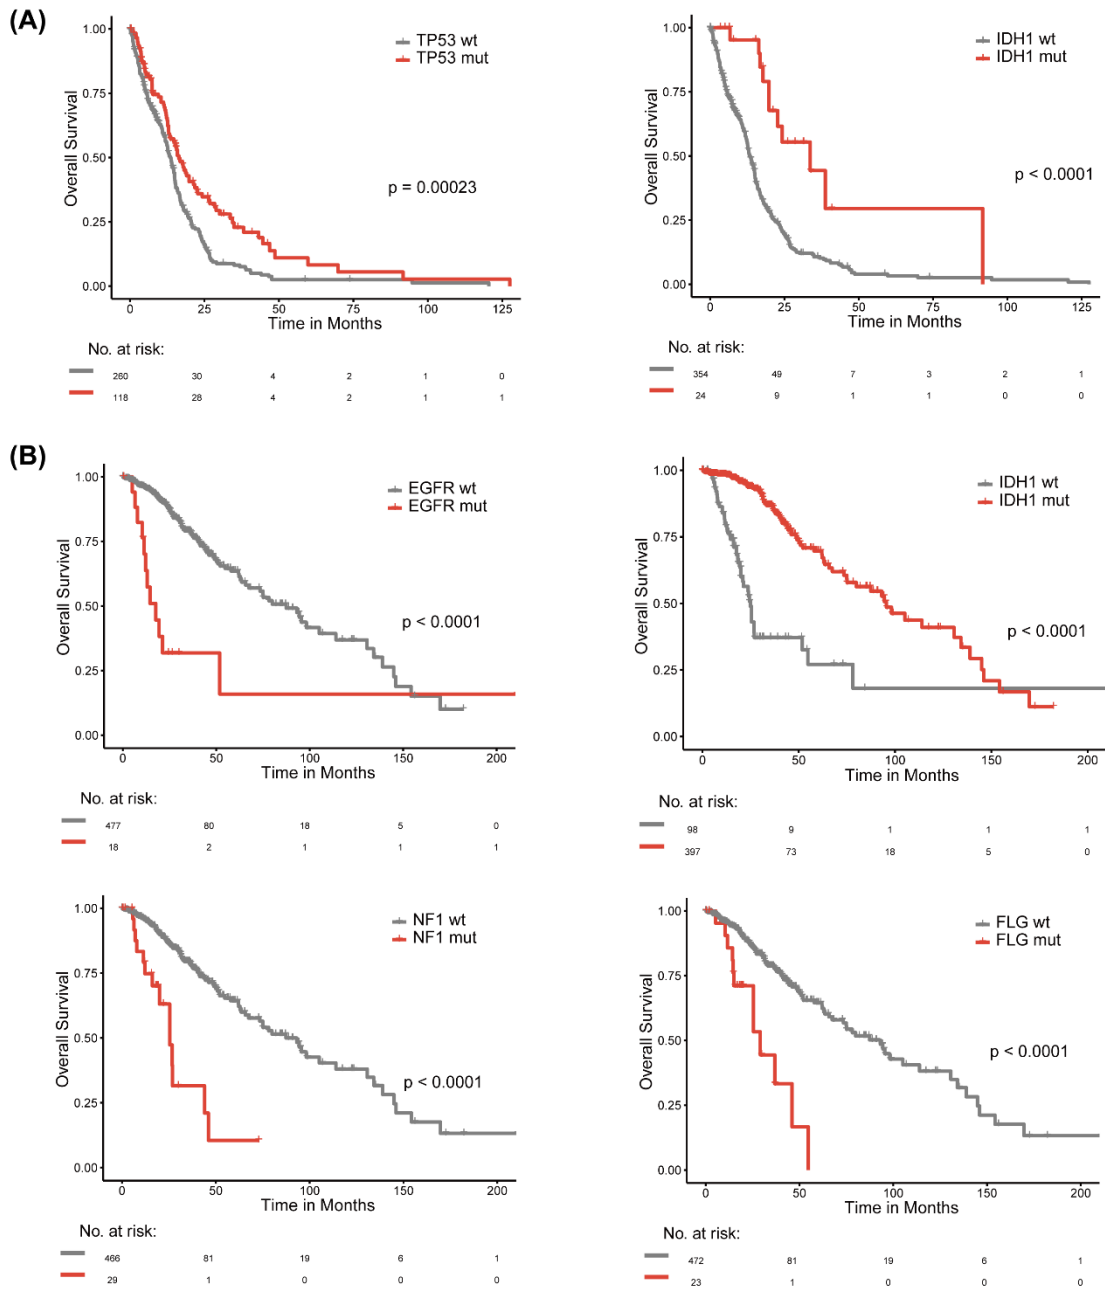 (A)
1.00
0.75
0.50
0.25
0.00
Overall Survival
TP53 wt
TP53 mut
p = 0.00023
0 25 50 75 100 125
Time in Months
No. at risk:
260 30 4 2 1 0
118 28 4 2 1 1
1.00
0.75
0.50
0.25
0.00
Overall Survival
IDH1 wt
IDH1 mut
p < 0.0001
0 25 50 75 100 125
Time in Months
No. at risk:
354 49 7 3 2 1
24 9 1 1 0 0
(B)
1.00
0.75
0.50
0.25
0.00
Overall Survival
EGFR wt
EGFR mut
p < 0.0001
0 50 100 150 200
Time in Months
No. at risk:
477 80 18 5 0
18 2 1 1 1
1.00
0.75
0.50
0.25
0.00
Overall Survival
IDH1 wt
IDH1 mut
p < 0.0001
0 50 100 150 200
Time in Months
No. at risk:
98 9 1 1 1
397 73 18 5 0
1.00
0.75
0.50
0.25
0.00
Overall Survival
NF1 wt
NF1 mut
p < 0.0001
0 50 100 150 200
Time in Months
No. at risk:
466 81 19 6 1
29 1 0 0 0
1.00
0.75
0.50
0.25
0.00
Overall Survival
FLG wt
FLG mut
p < 0.0001
0 50 100 150 200
Time in Months
No. at risk:
472 81 19 6 1
23 1 0 0 0